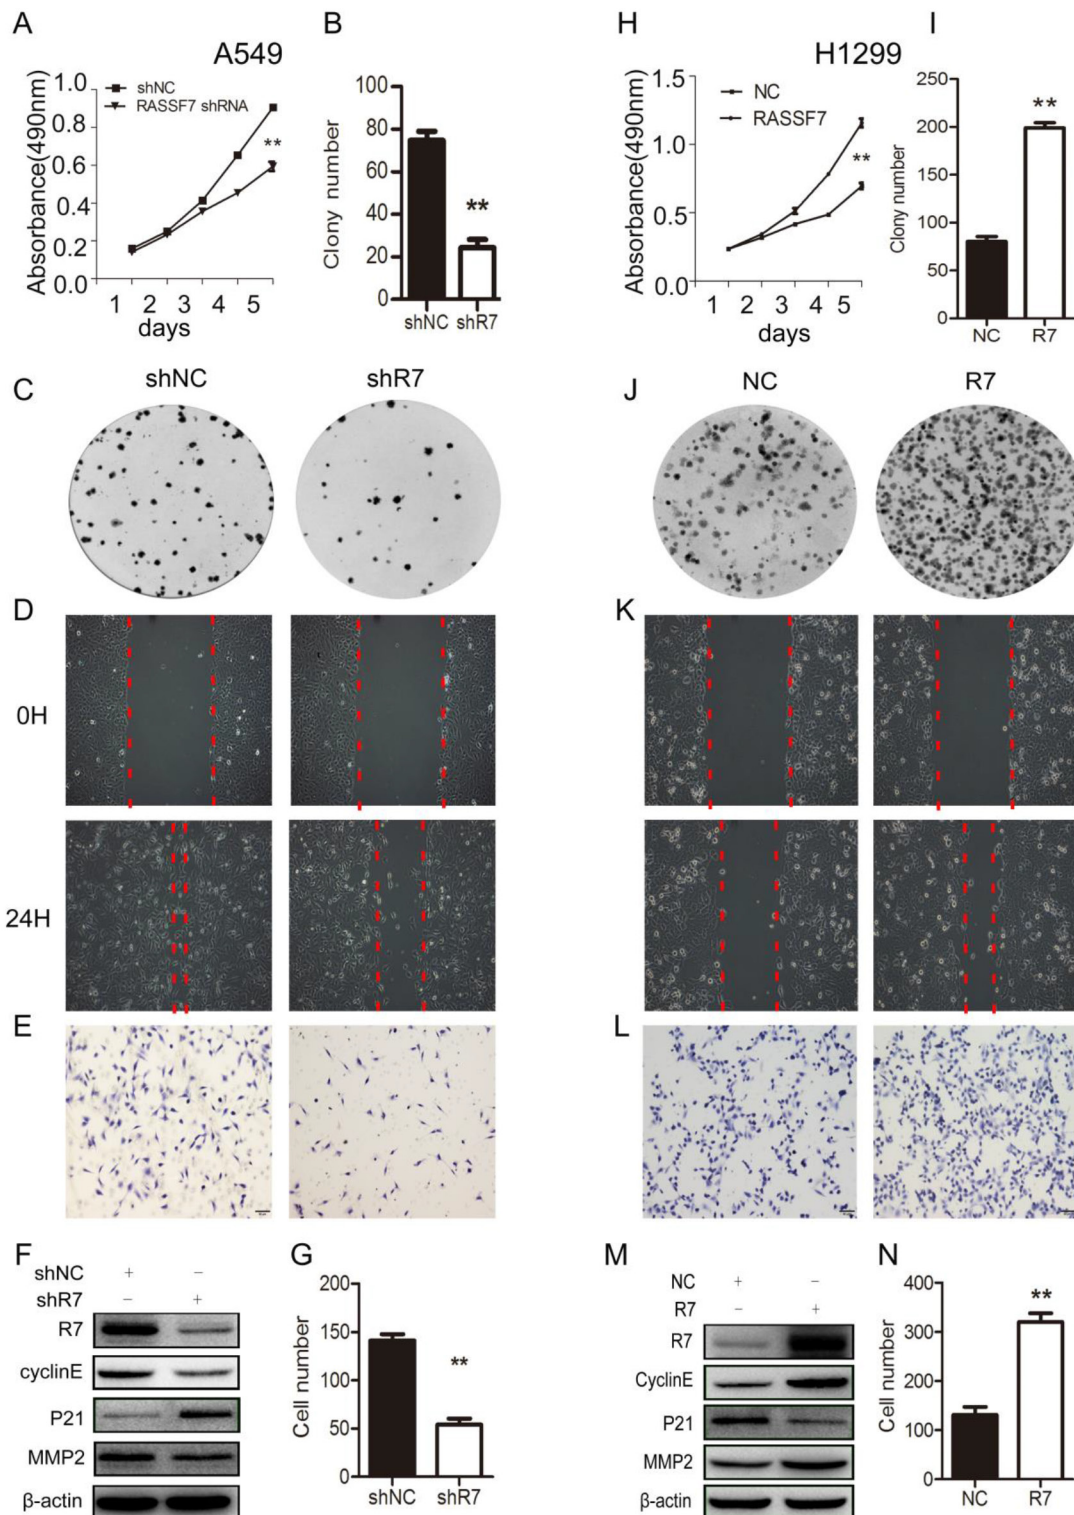 A
A549
Absorbance(490nm)
1.0
0.8
0.6
0.4
0.2
0.0
shNC
RASSF7 shRNA
**
1 2 3 4 5
days
B
Clony number
100
80
60
40
20
0
**
shNC shR7
H
H1299
Absorbance(490nm)
1.5
1.0
0.5
0.0
NC
RASSF7
**
1 2 3 4 5
days
I
Clony number
250
200
150
100
50
0
**
NC R7
C
shNC shR7
J
NC R7
D
0H
24H
K
E
L
F
shNC + −
shR7 − +
R7
cyclinE
P21
MMP2
β-actin
G
Cell number
200
150
100
50
0
**
shNC shR7
M
NC + −
R7 − +
R7
CyclinE
P21
MMP2
β-actin
N
Cell number
400
300
200
100
0
**
NC R7